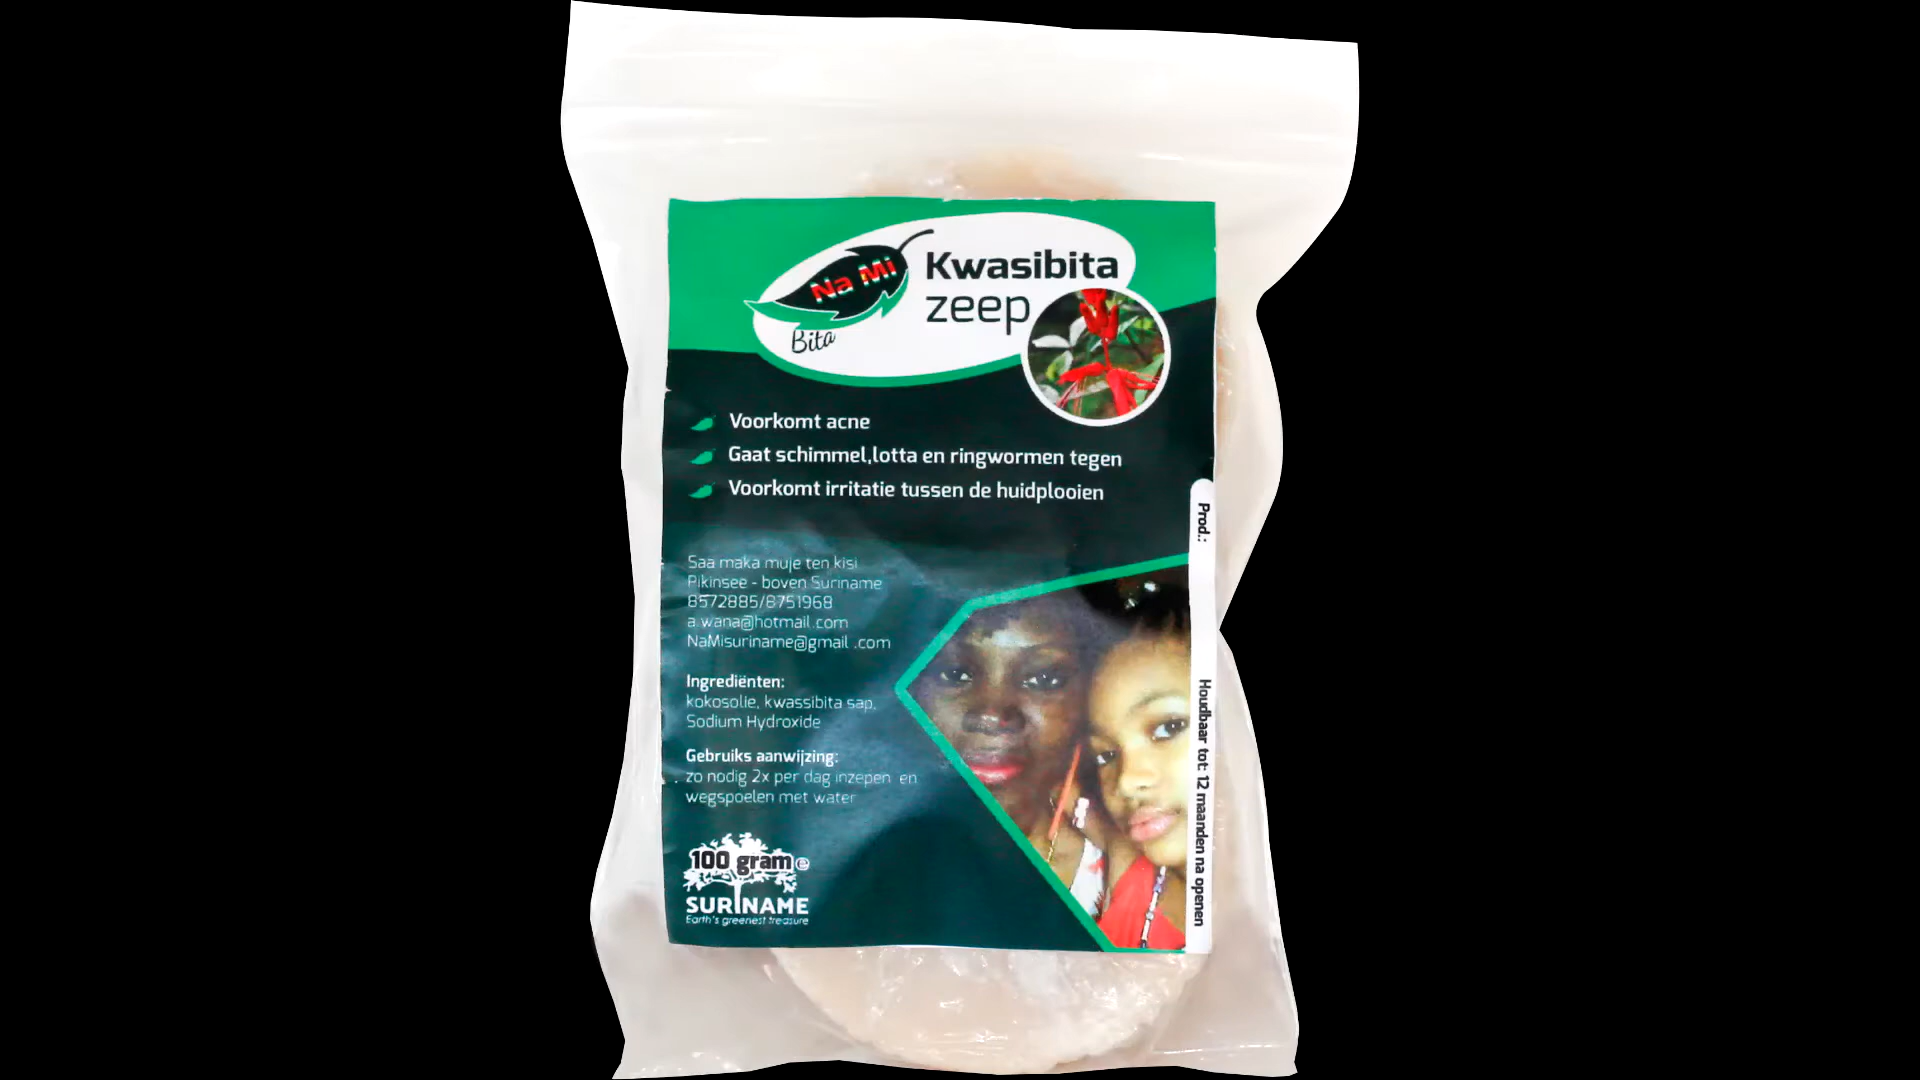 Na Mi
Bita
Kwasibita
zeep
Voorkomt acne
Gaat schimmel,lotta en ringwormen tegen
Voorkomt irritatie tussen de huidplooien
Saa maka muje ten kisi
Pikinsee - boven Suriname
8572885/8751968
a.wana@hotmail.com
NaMisuriname@gmail .com
Ingrediënten:
kokosolie, kwassibita sap,
Sodium Hydroxide
Gebruiks aanwijzing:
zo nodig 2x per dag inzepen en
wegspoelen met water
100 gram e
SURINAME
Earth's greenest treasure
Prod.:
Houdbaar tot: 12 maanden na openen